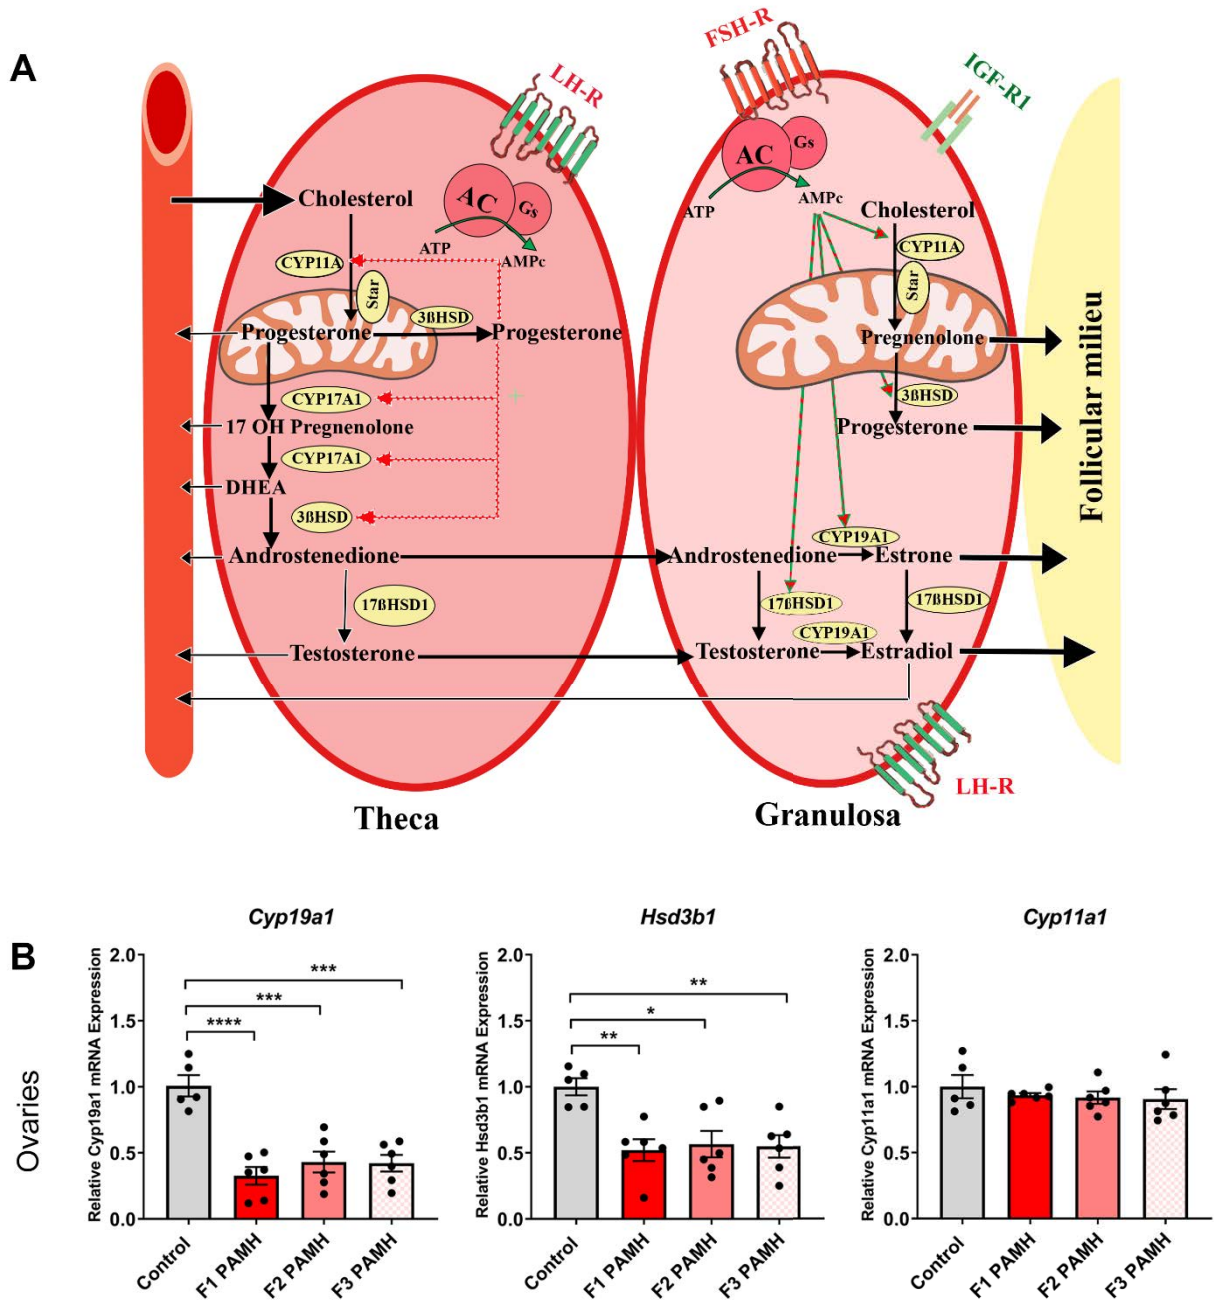 A
LH-R
FSH-R
IGF-R1
AC
Gs
ATP
AMPc
AC
Gs
ATP
AMPc
Cholesterol
CYP11A
Star
Progesterone
3ßHSD
Progesterone
CYP17A1
17 OH Pregnenolone
CYP17A1
DHEA
3ßHSD
Androstenedione
17ßHSD1
Testosterone
Theca
Cholesterol
CYP11A
Star
Pregnenolone
3ßHSD
Progesterone
CYP19A1
Androstenedione
Estrone
17ßHSD1
17ßHSD1
CYP19A1
Testosterone
Estradiol
LH-R
Granulosa
Follicular milieu
B
Ovaries
Cyp19a1
Relative Cyp19a1 mRNA Expression
2.0
1.5
1.0
0.5
0.0
***
***
****
Control
F1 PAMH
F2 PAMH
F3 PAMH
Hsd3b1
Relative Hsd3b1 mRNA Expression
2.0
1.5
1.0
0.5
0.0
**
*
**
Control
F1 PAMH
F2 PAMH
F3 PAMH
Cyp11a1
Relative Cyp11a1 mRNA Expression
2.0
1.5
1.0
0.5
0.0
Control
F1 PAMH
F2 PAMH
F3 PAMH